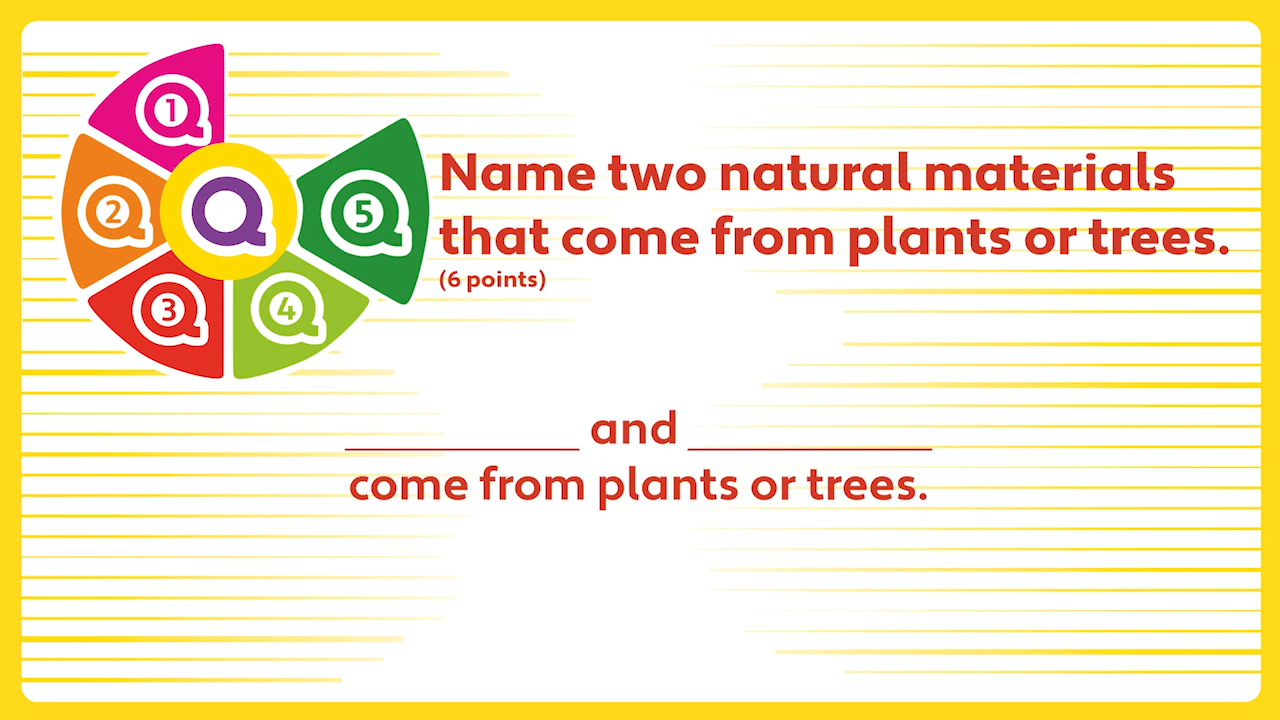 1
2
3
4
5
Q
Name two natural materials
that come from plants or trees.
(6 points)
__________ and __________
come from plants or trees.